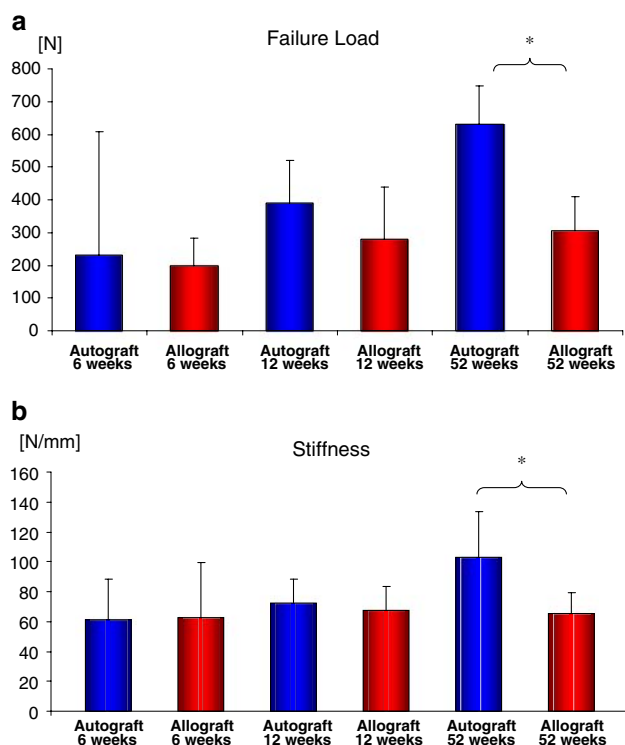 a
[N]
Failure Load
*
800
700
600
500
400
300
200
100
0
Autograft 6 weeks
Allograft 6 weeks
Autograft 12 weeks
Allograft 12 weeks
Autograft 52 weeks
Allograft 52 weeks
b
[N/mm]
Stiffness
*
160
140
120
100
80
60
40
20
0
Autograft 6 weeks
Allograft 6 weeks
Autograft 12 weeks
Allograft 12 weeks
Autograft 52 weeks
Allograft 52 weeks